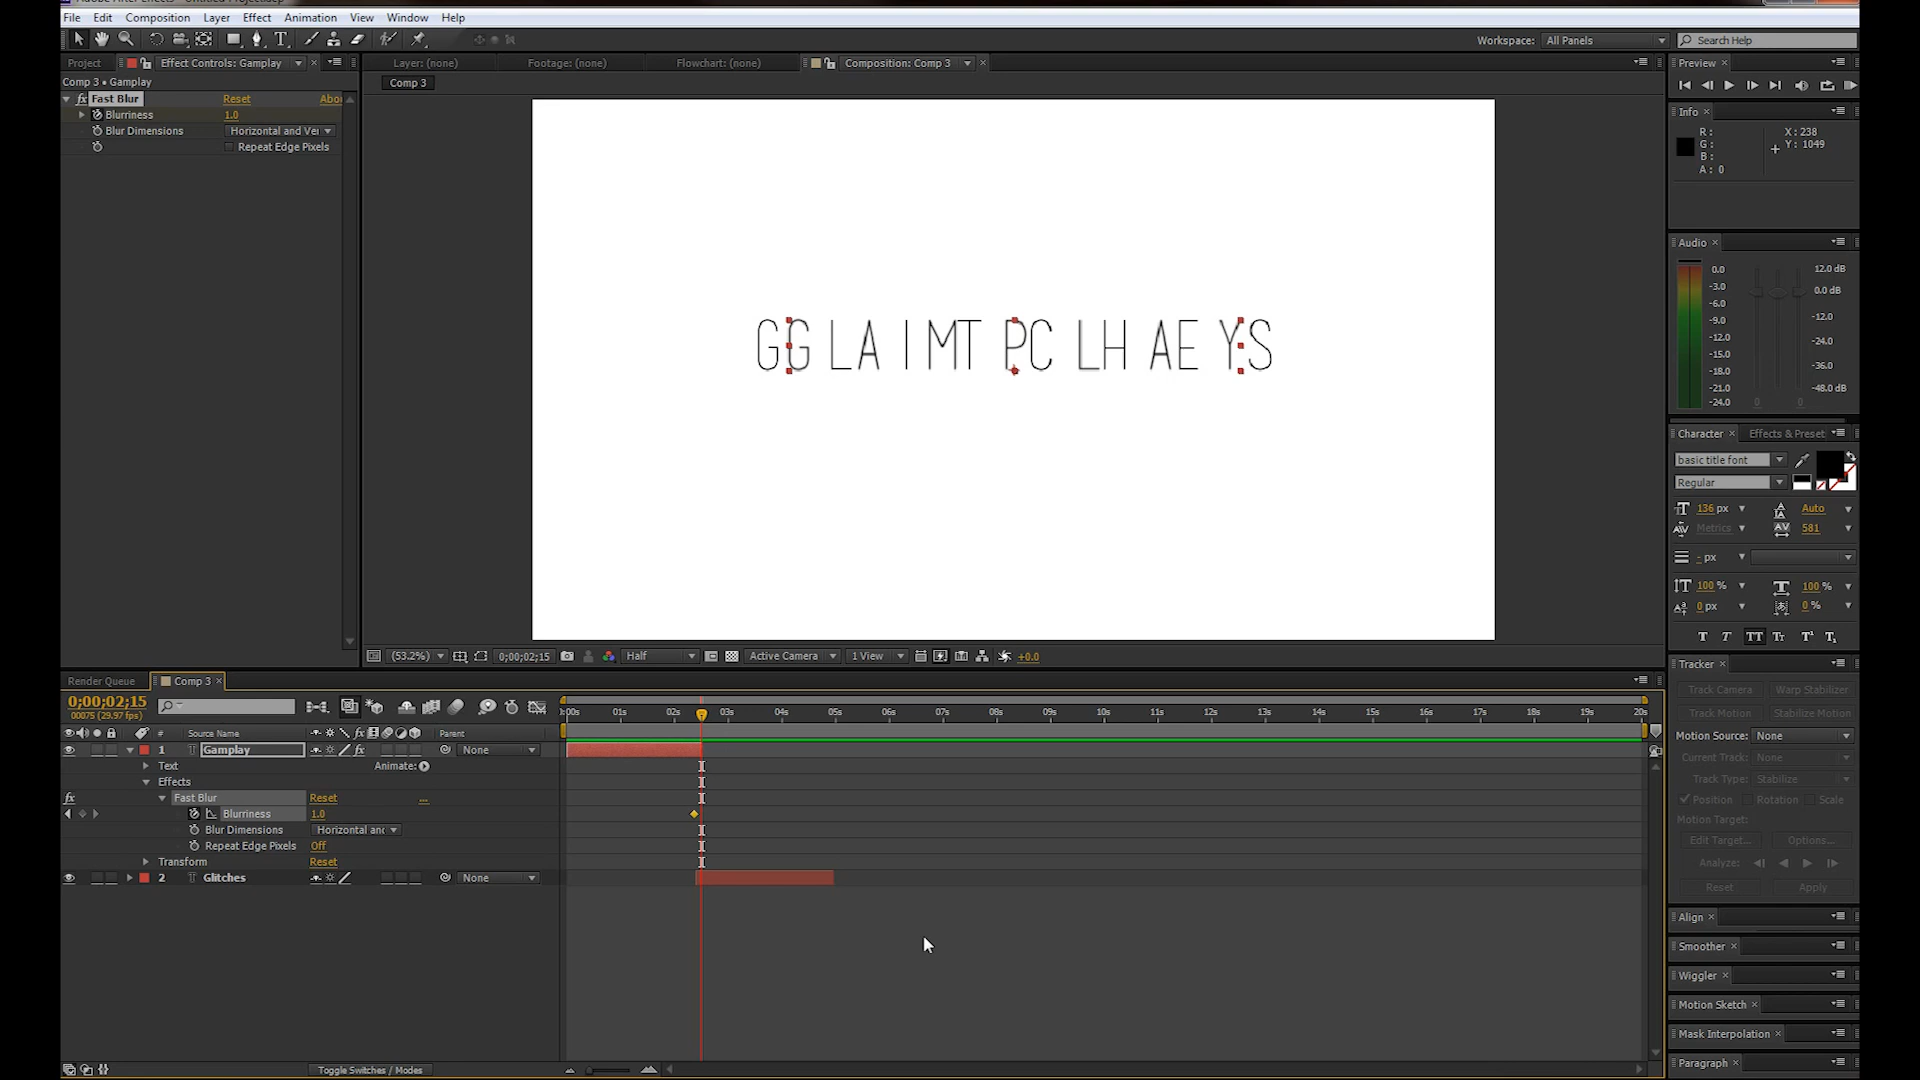 File Edit Composition Layer Effect Animation View Window Help
Workspace: All Panels Search Help
Project Effect Controls: Gamplay Layer: (none) Footage: (none) Flowchart: (none) Composition: Comp 3 Preview
Comp 3 • Gamplay Comp 3
fx Fast Blur Reset Abo
Blurriness 1.0
Blur Dimensions Horizontal and Ver
Repeat Edge Pixels
Info
R: X: 238
G: Y: 1049
B:
A: 0
Audio
0.0 12.0 dB
-3.0 0.0 dB
-6.0
-9.0 -12.0
-12.0
-15.0 -24.0
-18.0 -36.0
-21.0 -48.0 dB
-24.0 0 0
GG LA I MT PC LH AE YS
Character Effects & Preset
basic title font
Regular
136 px Auto
Metrics 581
- px
100 % 100 %
0 px 0 %
T T TT Tr T¹ T₁
(53.2%) 0;00;02;15 Half Active Camera 1 View +0.0
Tracker
Track Camera Warp Stabilizer
Track Motion Stabilize Motion
Motion Source: None
Current Track: None
Track Type: Stabilize
Position Rotation Scale
Motion Target:
Edit Target... Options...
Analyze:
Reset Apply
Align
Smoother
Wiggler
Motion Sketch
Mask Interpolation
Paragraph
Render Queue Comp 3
0;00;02;15
00075 (29.97 fps)
:00s 01s 02s 03s 04s 05s 06s 07s 08s 09s 10s 11s 12s 13s 14s 15s 16s 17s 18s 19s 20s
# Source Name Parent
1 T Gamplay None
Text Animate:
Effects
fx Fast Blur Reset ...
Blurriness 1.0
Blur Dimensions Horizontal anc
Repeat Edge Pixels Off
Transform Reset
2 T Glitches None
Toggle Switches / Modes